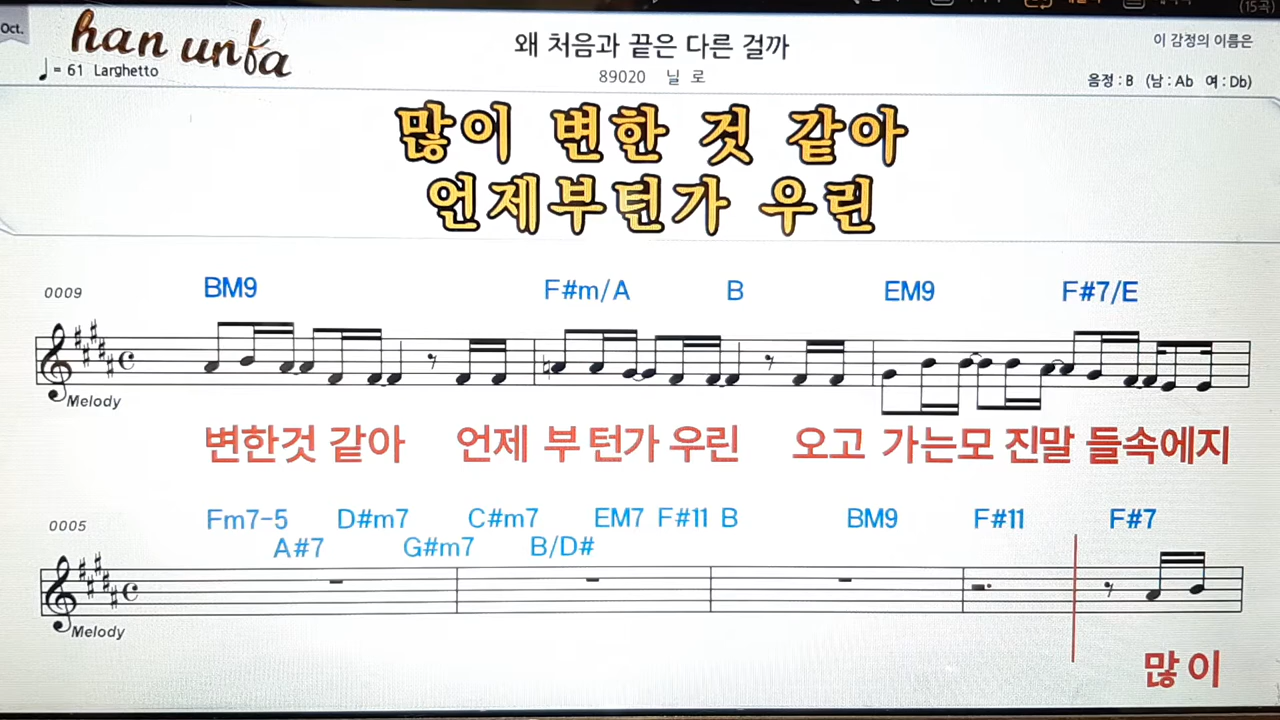 Oct.
han unfa
(15곡)
왜 처음과 끝은 다른 걸까
이 감정의 이름은
♩= 61 Larghetto
89020 닐 로
음정 : B (남 : Ab 여 : Db)
많이 변한 것 같아
언제부턴가 우린
0009 BM9 F#m/A B EM9 F#7/E
Melody
변한것 같아 언제 부 턴가 우린 오고 가는모 진말 들속에지
0005 Fm7-5 D#m7 C#m7 EM7 F#11 B BM9 F#11 F#7
A#7 G#m7 B/D#
Melody
많 이